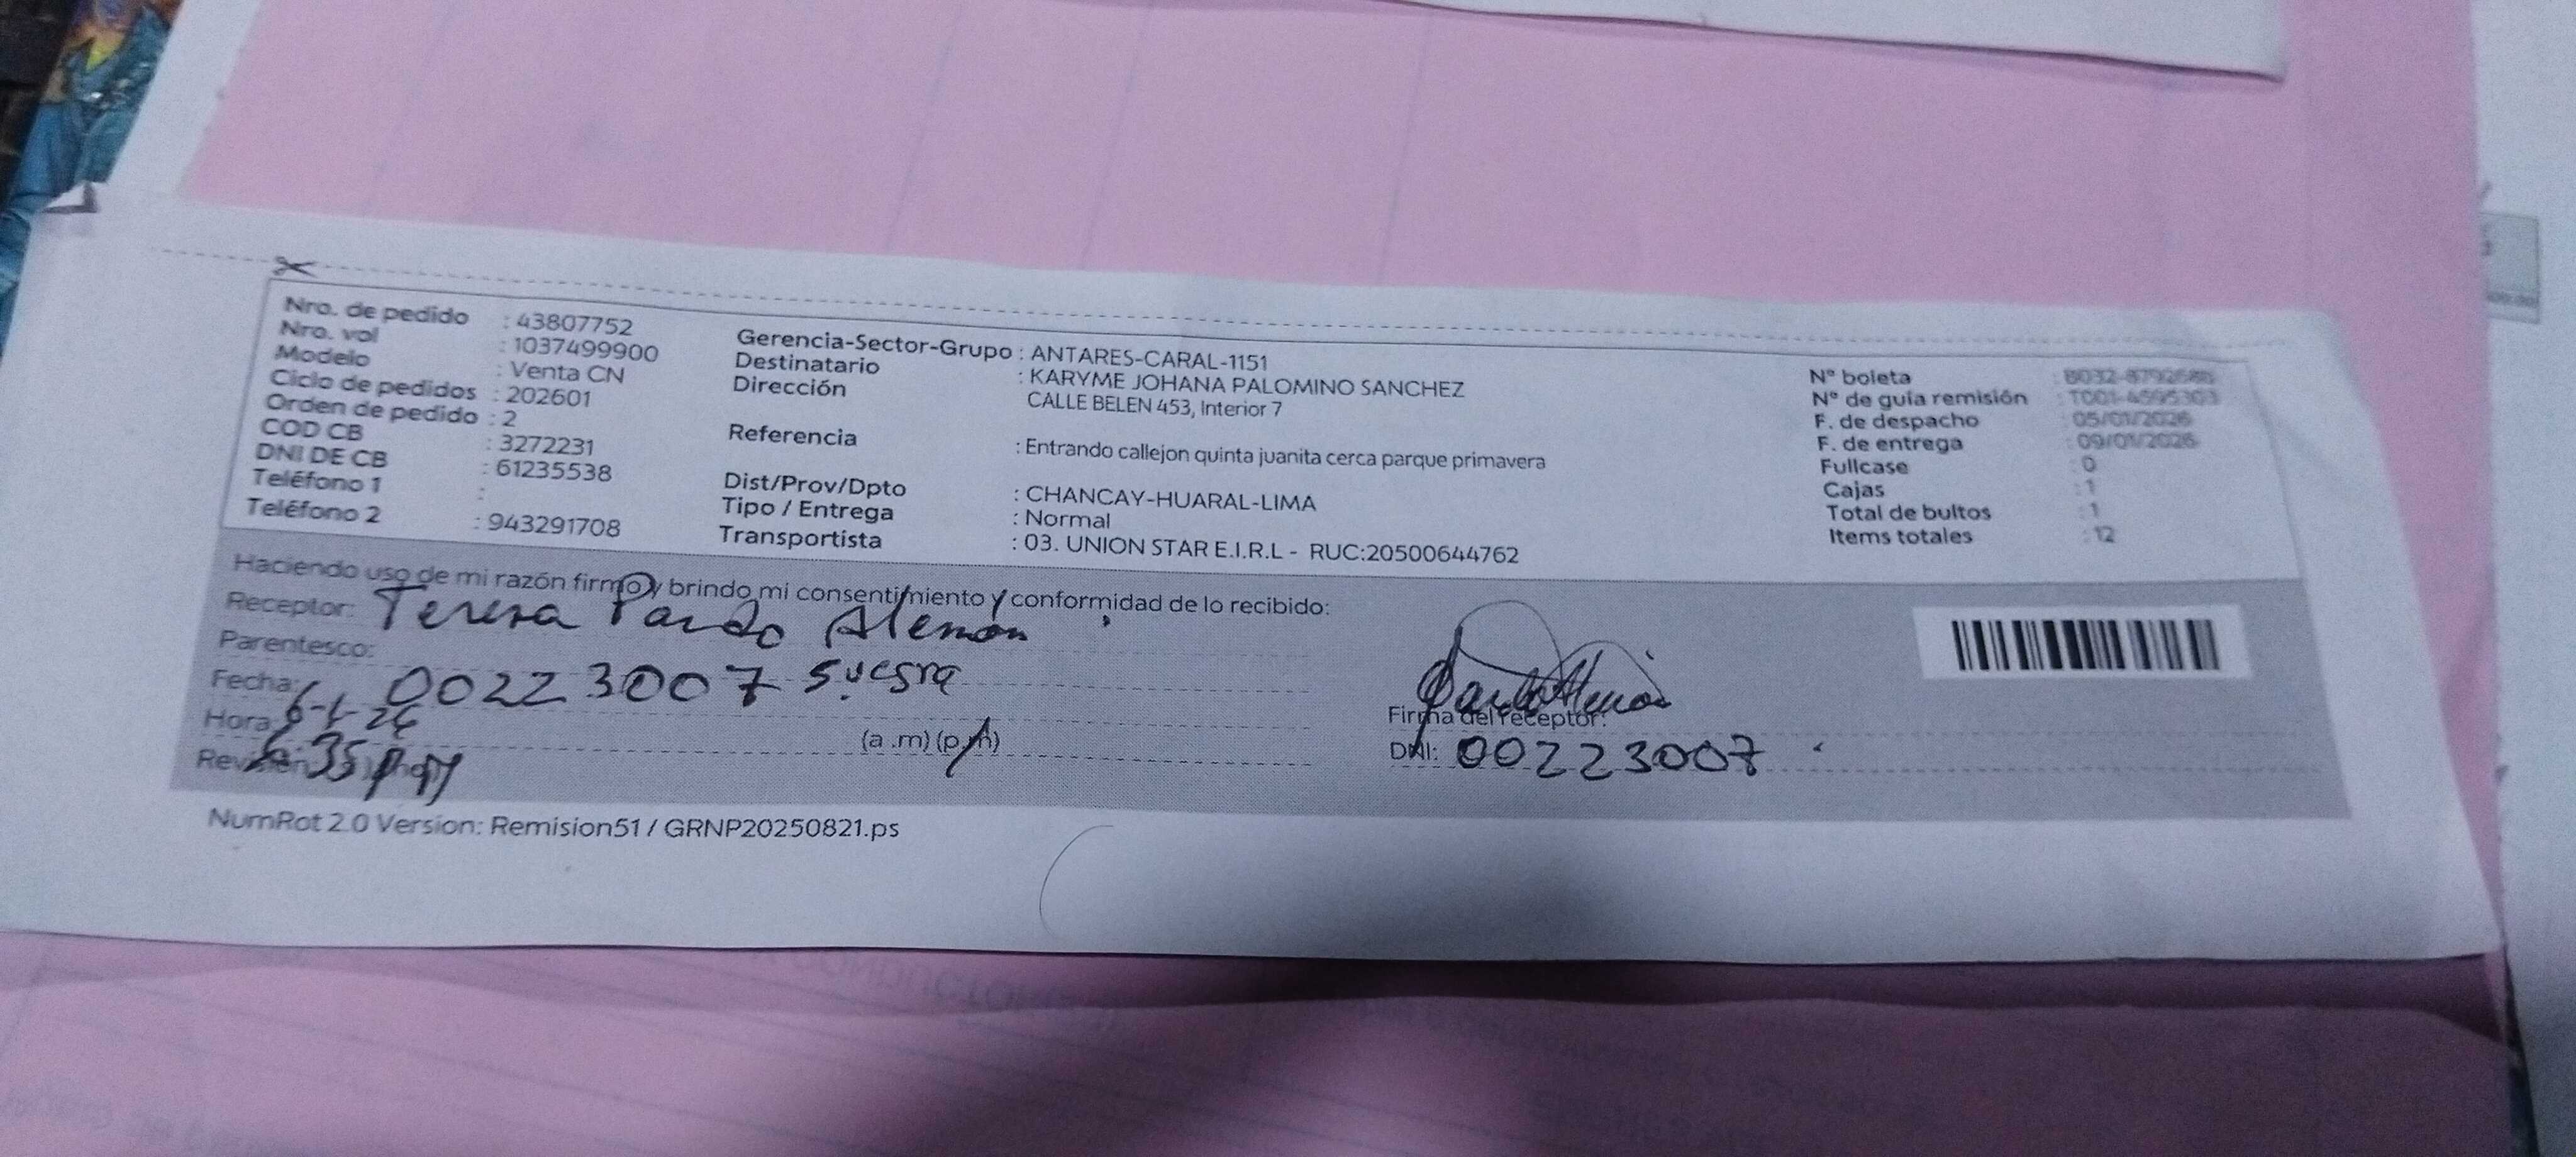 Nro. de pedido : 43807752
Nro. vol : 1037499900
Modelo : Venta CN
Ciclo de pedidos : 202601
Orden de pedido : 2
COD CB : 3272231
DNI DE CB : 61235538
Teléfono 1 :
Teléfono 2 : 943291708
Gerencia-Sector-Grupo : ANTARES-CARAL-1151
Destinatario : KARYME JOHANA PALOMINO SANCHEZ
Dirección CALLE BELEN 453, Interior 7
Referencia : Entrando callejon quinta juanita cerca parque primavera
Dist/Prov/Dpto : CHANCAY-HUARAL-LIMA
Tipo / Entrega : Normal
Transportista : 03. UNION STAR E.I.R.L - RUC:20500644762
N° boleta
N° de guía remisión
F. de despacho : 05/01/2026
F. de entrega : 09/01/2026
Fullcase : 0
Cajas : 1
Total de bultos : 1
Items totales : 12
Haciendo uso de mi razón firmo y brindo mi consentimiento y conformidad de lo recibido:
Receptor: Teresa Pardo Alemán
Parentesco:
00223007 suegra
Fecha: 6-1-26
Hora (a.m) (p.m)
6:35 pm
Firma del receptor:
DNI: 00223007
NumRot 2.0 Version: Remision51 / GRNP20250821.ps